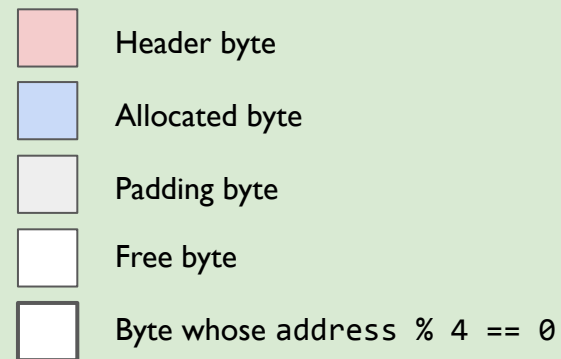 Header byte
Allocated byte
Padding byte
Free byte
Byte whose address % 4 == 0